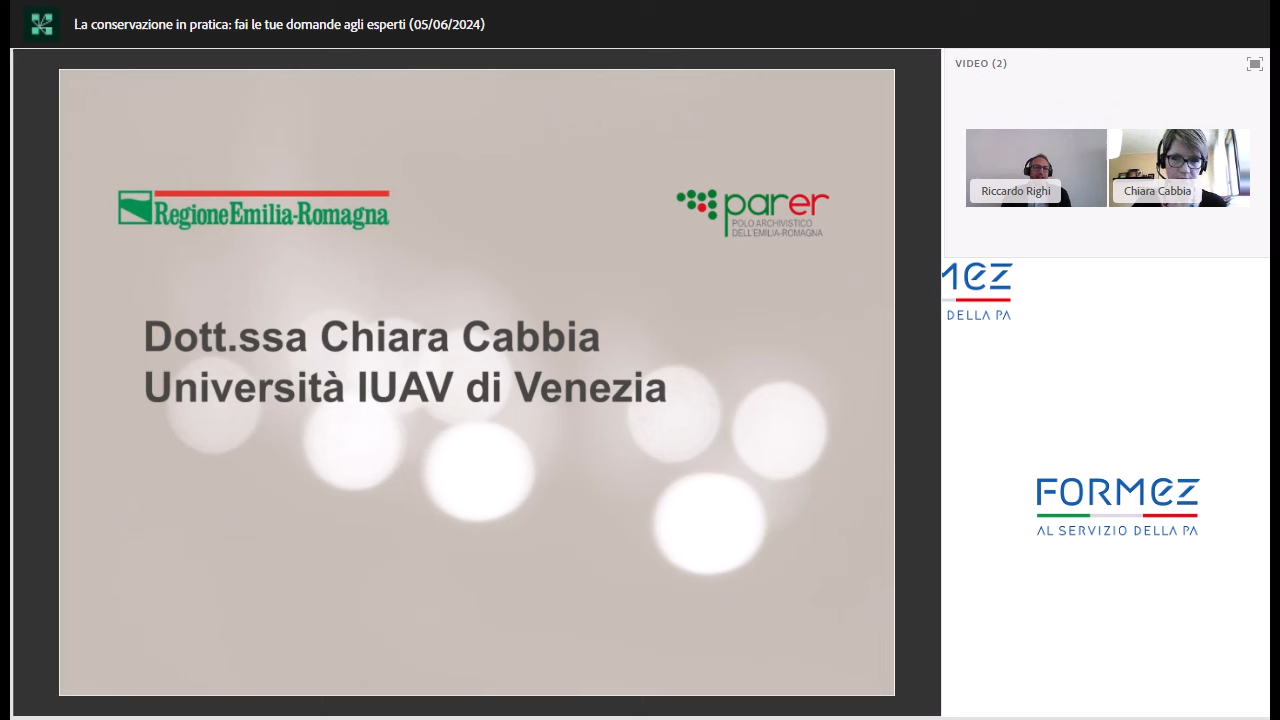 La conservazione in pratica: fai le tue domande agli esperti (05/06/2024)
VIDEO (2)
Riccardo Righi
Chiara Cabbia
RegioneEmilia-Romagna
parer
POLO ARCHIVISTICO
DELL'EMILIA-ROMAGNA
Dott.ssa Chiara Cabbia
Università IUAV di Venezia
MEZ
DELLA PA
FORMEZ
AL SERVIZIO DELLA PA